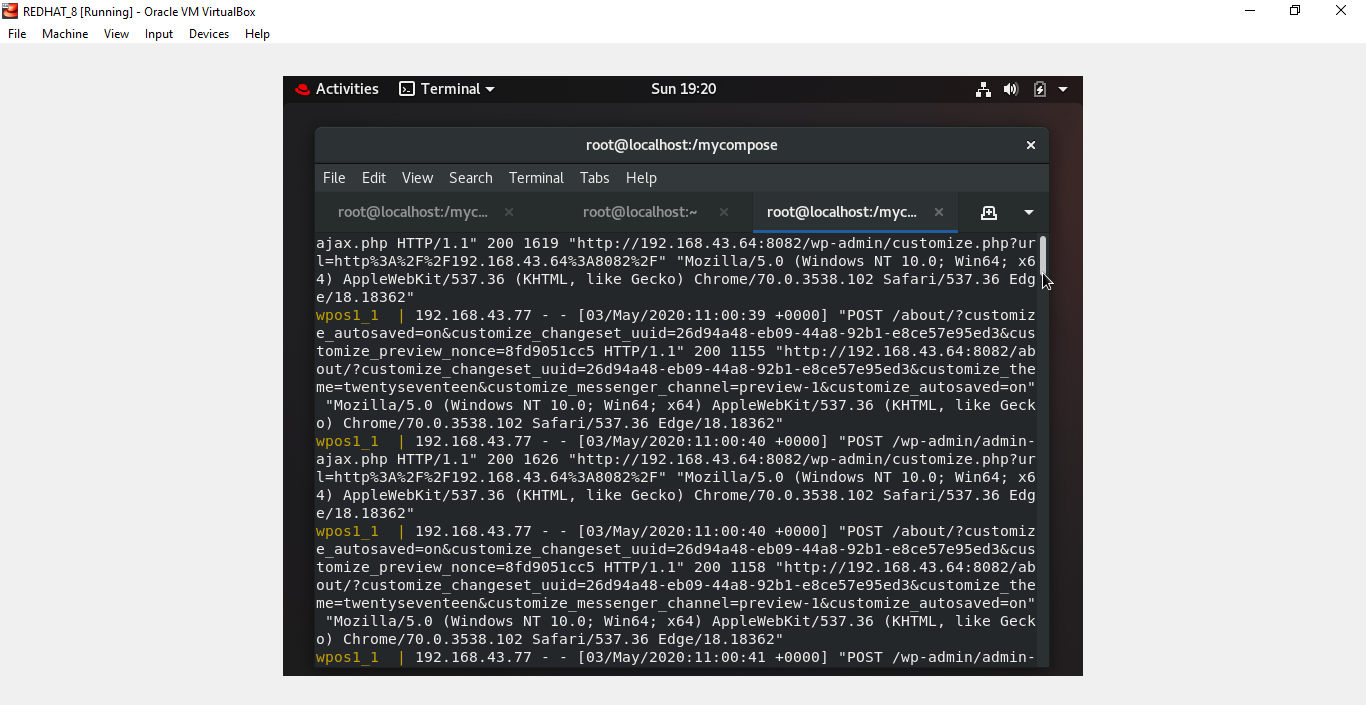 REDHAT_8 [Running] - Oracle VM VirtualBox
File Machine View Input Devices Help
Activities Terminal Sun 19:20
root@localhost:/mycompose
File Edit View Search Terminal Tabs Help
root@localhost:/myc... root@localhost:~ root@localhost:/myc...
ajax.php HTTP/1.1" 200 1619 "http://192.168.43.64:8082/wp-admin/customize.php?ur
l=http%3A%2F%2F192.168.43.64%3A8082%2F" "Mozilla/5.0 (Windows NT 10.0; Win64; x6
4) AppleWebKit/537.36 (KHTML, like Gecko) Chrome/70.0.3538.102 Safari/537.36 Edg
e/18.18362"
wpos1_1  | 192.168.43.77 - - [03/May/2020:11:00:39 +0000] "POST /about/?customiz
e_autosaved=on&customize_changeset_uuid=26d94a48-eb09-44a8-92b1-e8ce57e95ed3&cus
tomize_preview_nonce=8fd9051cc5 HTTP/1.1" 200 1155 "http://192.168.43.64:8082/ab
out/?customize_changeset_uuid=26d94a48-eb09-44a8-92b1-e8ce57e95ed3&customize_the
me=twentyseventeen&customize_messenger_channel=preview-1&customize_autosaved=on"
"Mozilla/5.0 (Windows NT 10.0; Win64; x64) AppleWebKit/537.36 (KHTML, like Geck
o) Chrome/70.0.3538.102 Safari/537.36 Edge/18.18362"
wpos1_1  | 192.168.43.77 - - [03/May/2020:11:00:40 +0000] "POST /wp-admin/admin-
ajax.php HTTP/1.1" 200 1626 "http://192.168.43.64:8082/wp-admin/customize.php?ur
l=http%3A%2F%2F192.168.43.64%3A8082%2F" "Mozilla/5.0 (Windows NT 10.0; Win64; x6
4) AppleWebKit/537.36 (KHTML, like Gecko) Chrome/70.0.3538.102 Safari/537.36 Edg
e/18.18362"
wpos1_1  | 192.168.43.77 - - [03/May/2020:11:00:40 +0000] "POST /about/?customiz
e_autosaved=on&customize_changeset_uuid=26d94a48-eb09-44a8-92b1-e8ce57e95ed3&cus
tomize_preview_nonce=8fd9051cc5 HTTP/1.1" 200 1158 "http://192.168.43.64:8082/ab
out/?customize_changeset_uuid=26d94a48-eb09-44a8-92b1-e8ce57e95ed3&customize_the
me=twentyseventeen&customize_messenger_channel=preview-1&customize_autosaved=on"
"Mozilla/5.0 (Windows NT 10.0; Win64; x64) AppleWebKit/537.36 (KHTML, like Geck
o) Chrome/70.0.3538.102 Safari/537.36 Edge/18.18362"
wpos1_1  | 192.168.43.77 - - [03/May/2020:11:00:41 +0000] "POST /wp-admin/admin-